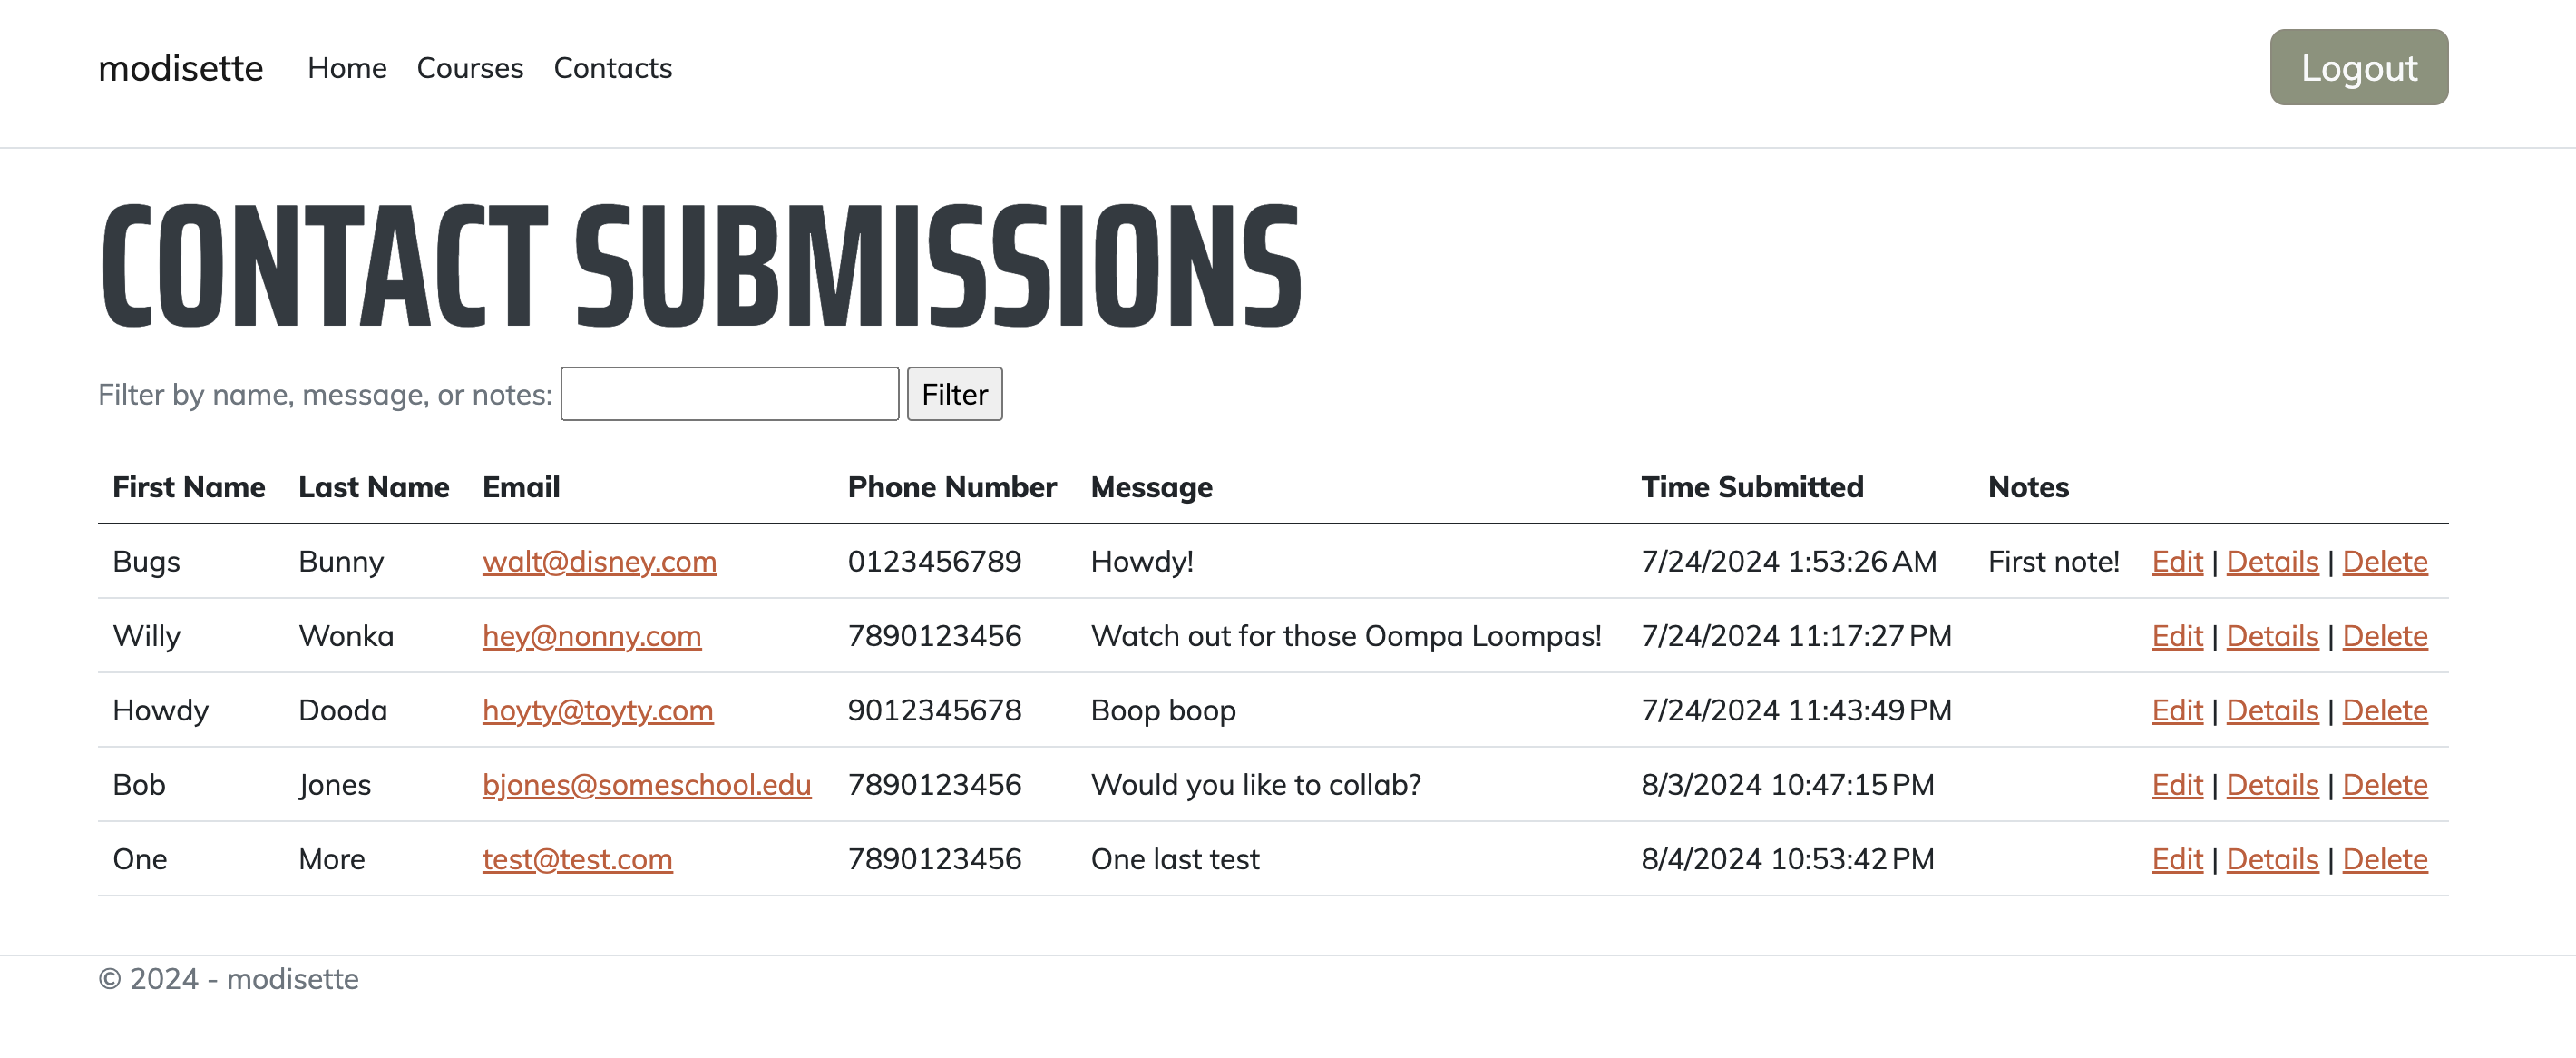 modisette Home Courses Contacts Logout
CONTACT SUBMISSIONS
Filter by name, message, or notes: Filter
First Name Last Name Email Phone Number Message Time Submitted Notes
Bugs Bunny walt@disney.com 0123456789 Howdy! 7/24/2024 1:53:26 AM First note! Edit | Details | Delete
Willy Wonka hey@nonny.com 7890123456 Watch out for those Oompa Loompas! 7/24/2024 11:17:27 PM Edit | Details | Delete
Howdy Dooda hoyty@toyty.com 9012345678 Boop boop 7/24/2024 11:43:49 PM Edit | Details | Delete
Bob Jones bjones@someschool.edu 7890123456 Would you like to collab? 8/3/2024 10:47:15 PM Edit | Details | Delete
One More test@test.com 7890123456 One last test 8/4/2024 10:53:42 PM Edit | Details | Delete
© 2024 - modisette